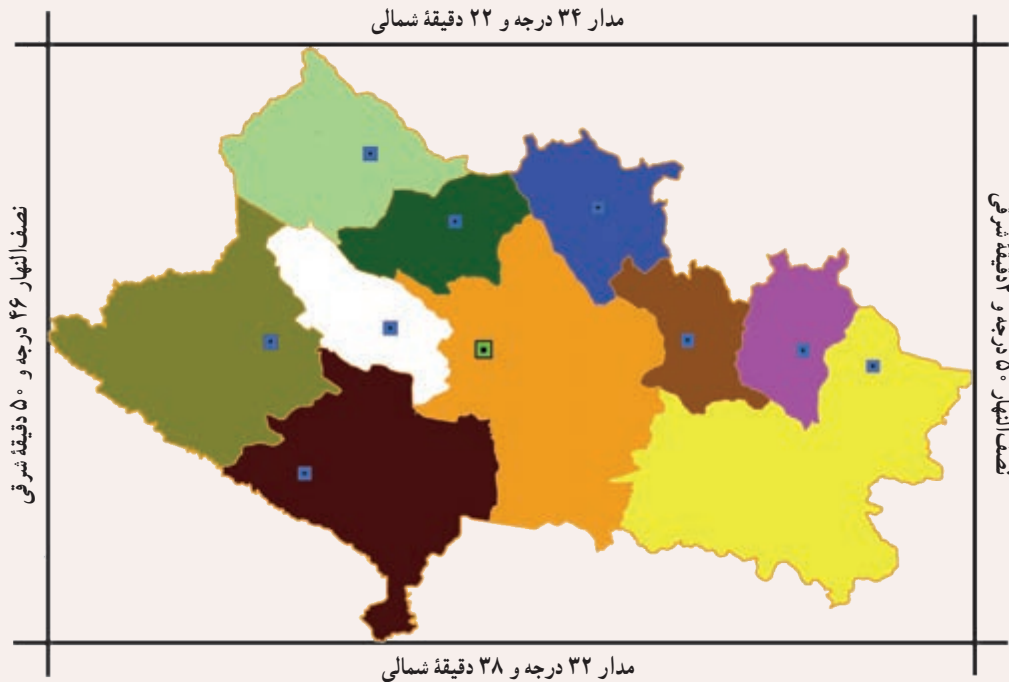 مدار ۳۴ درجه و ۲۲ دقیقهٔ شمالی
نصف‌النهار ۵۰ درجه و ۳ دقیقهٔ شرقی
نصف‌النهار ۴۶ درجه و ۵۰ دقیقهٔ شرقی
مدار ۳۲ درجه و ۳۸ دقیقهٔ شمالی